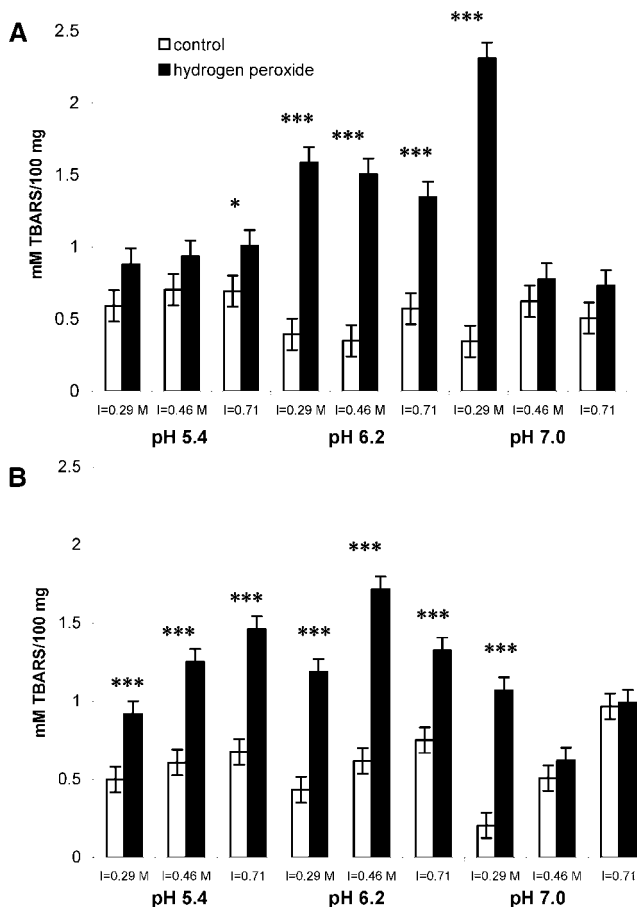 A
2.5
control
hydrogen peroxide
***
2
***
***
***
1.5
*
1
0.5
0
mM TBARS/100 mg
I=0.29 M I=0.46 M I=0.71 I=0.29 M I=0.46 M I=0.71 I=0.29 M I=0.46 M I=0.71
pH 5.4 pH 6.2 pH 7.0
B
2.5
2
***
***
***
***
***
1.5
***
***
1
0.5
0
mM TBARS/100 mg
I=0.29 M I=0.46 M I=0.71 I=0.29 M I=0.46 M I=0.71 I=0.29 M I=0.46 M I=0.71
pH 5.4 pH 6.2 pH 7.0